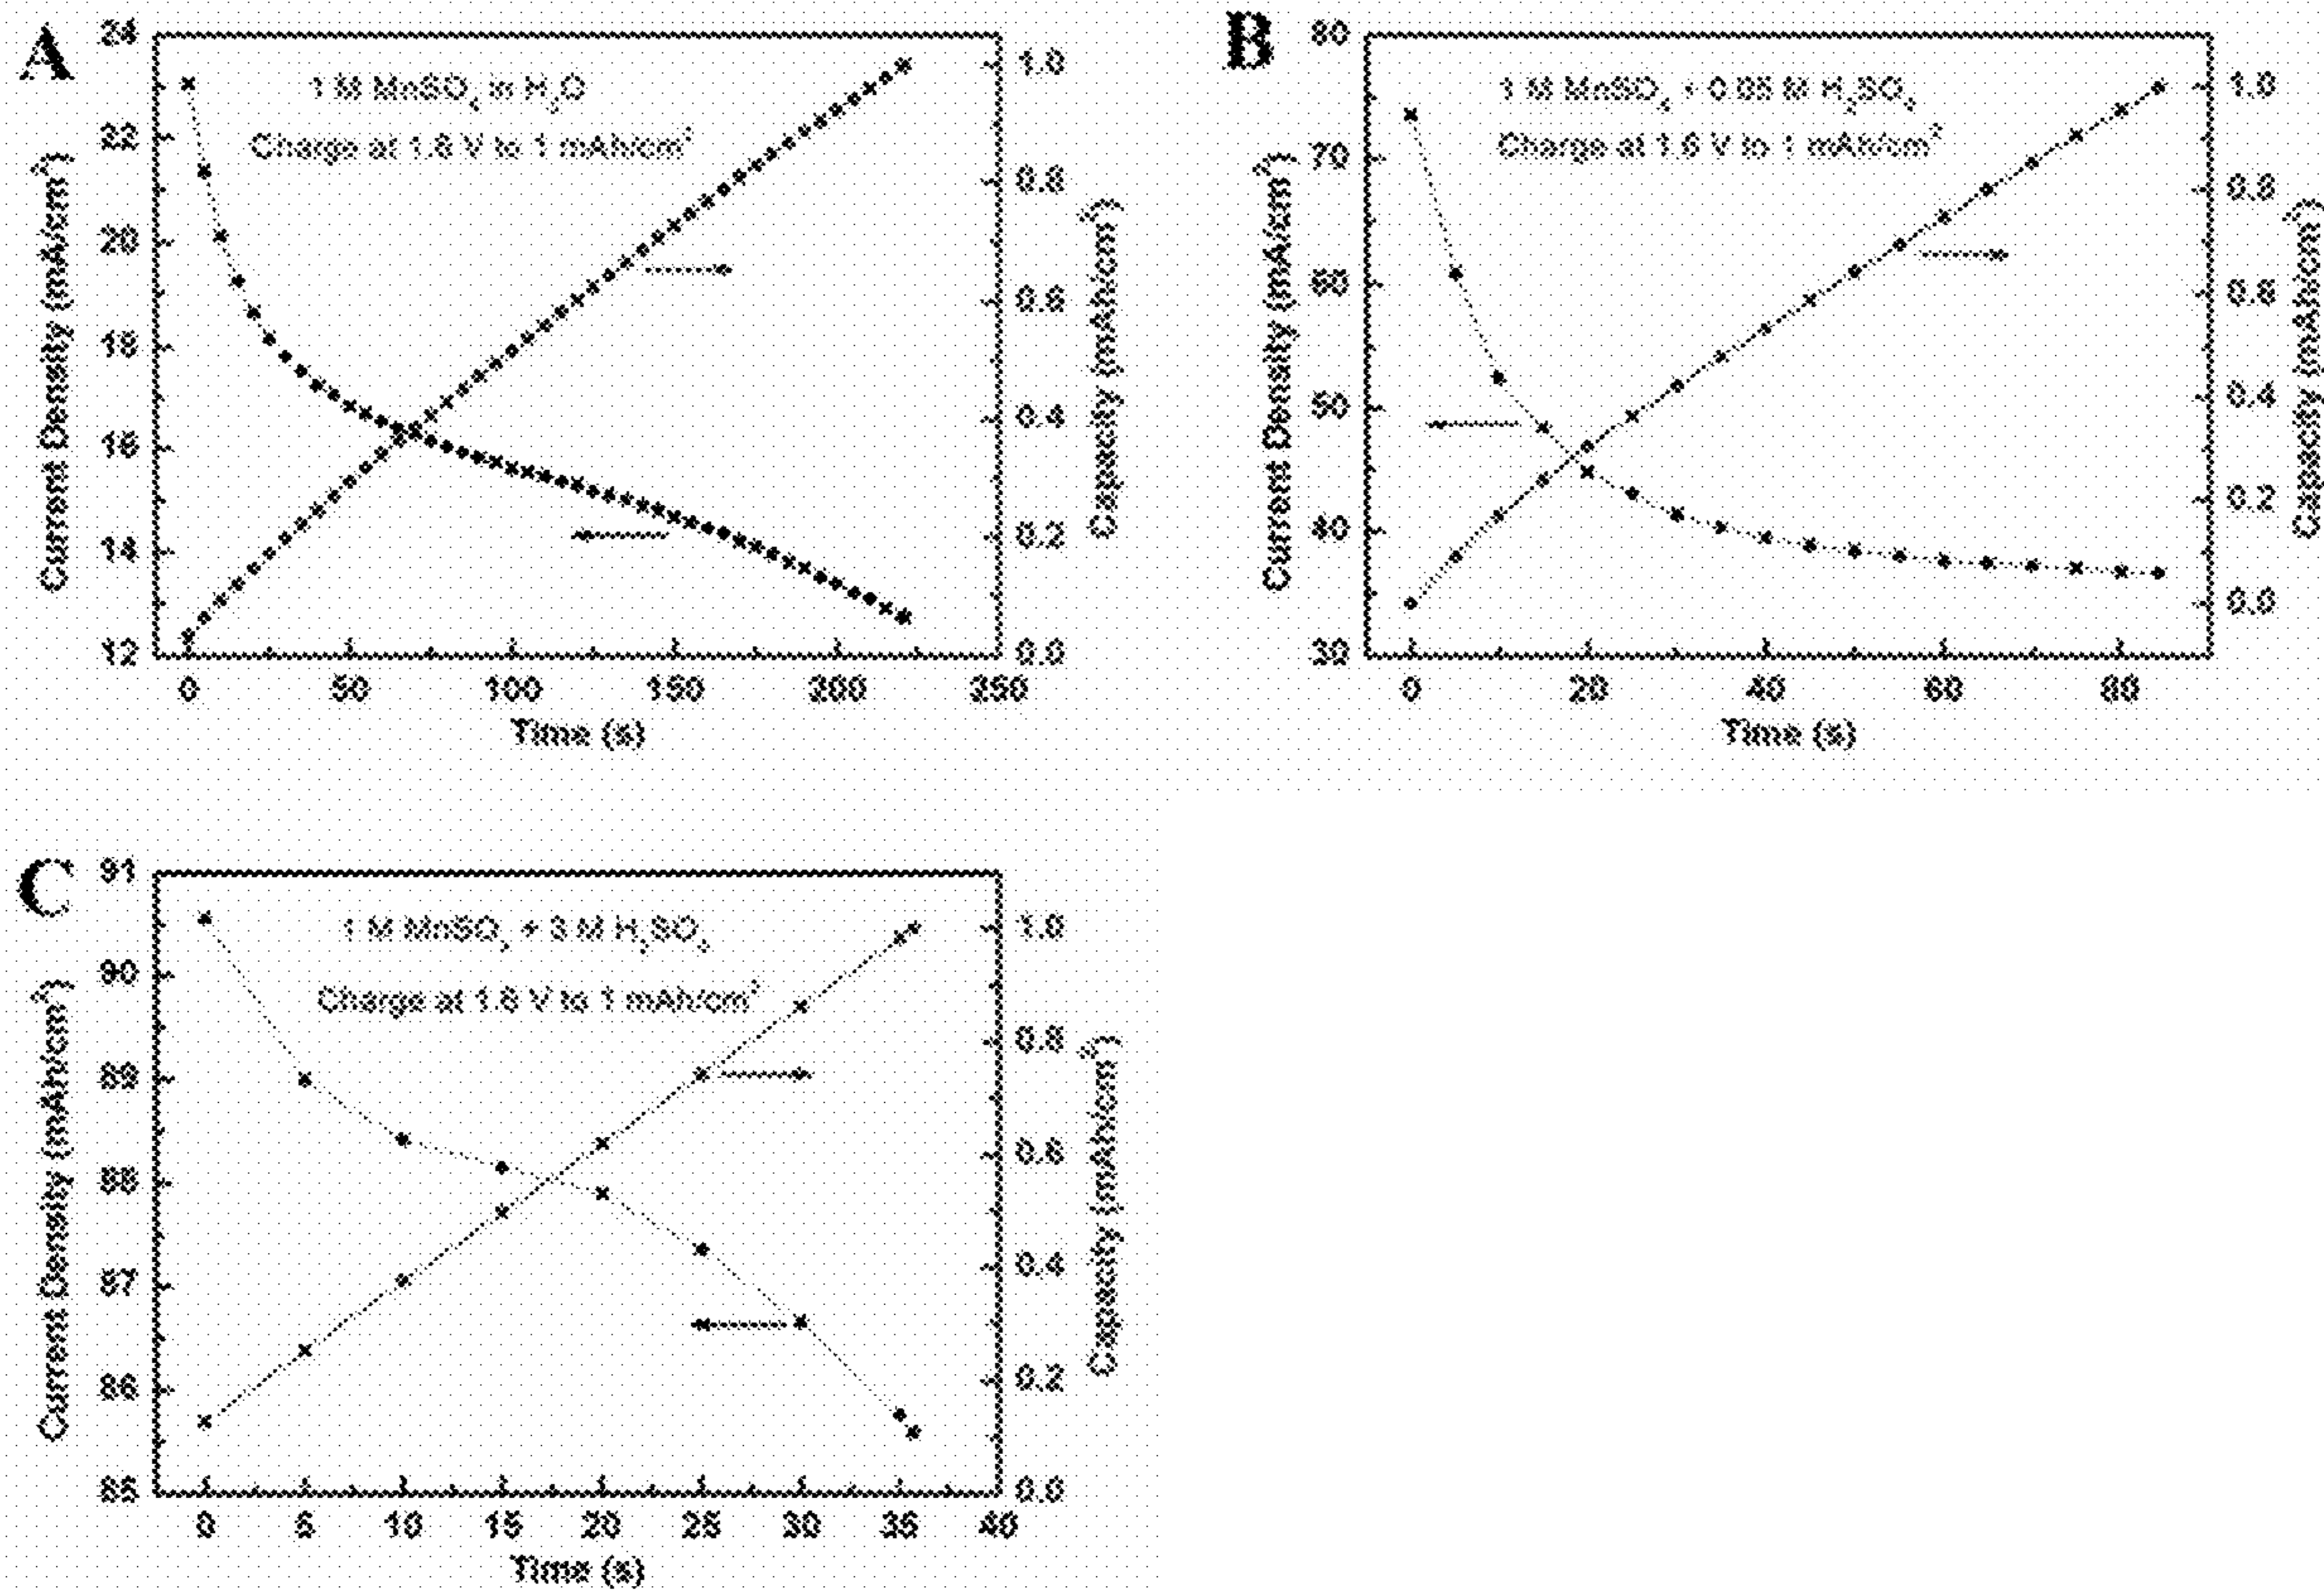 A
1 M MnSO4 in H2O
Charge at 1.6 V to 1 mAh/cm2
Current Density (mA/cm2)
24
22
20
18
16
14
12
Capacity (mAh/cm2)
1.0
0.8
0.6
0.4
0.2
0.0
0 50 100 150 200 250
Time (s)
B
1 M MnSO4 + 0.05 M H2SO4
Charge at 1.6 V to 1 mAh/cm2
Current Density (mA/cm2)
80
70
60
50
40
30
Capacity (mAh/cm2)
1.0
0.8
0.6
0.4
0.2
0.0
0 20 40 60 80
Time (s)
C
1 M MnSO4 + 3 M H2SO4
Charge at 1.6 V to 1 mAh/cm2
Current Density (mAh/cm2)
91
90
89
88
87
86
85
Capacity (mAh/cm2)
1.0
0.8
0.6
0.4
0.2
0.0
0 5 10 15 20 25 30 35 40
Time (s)